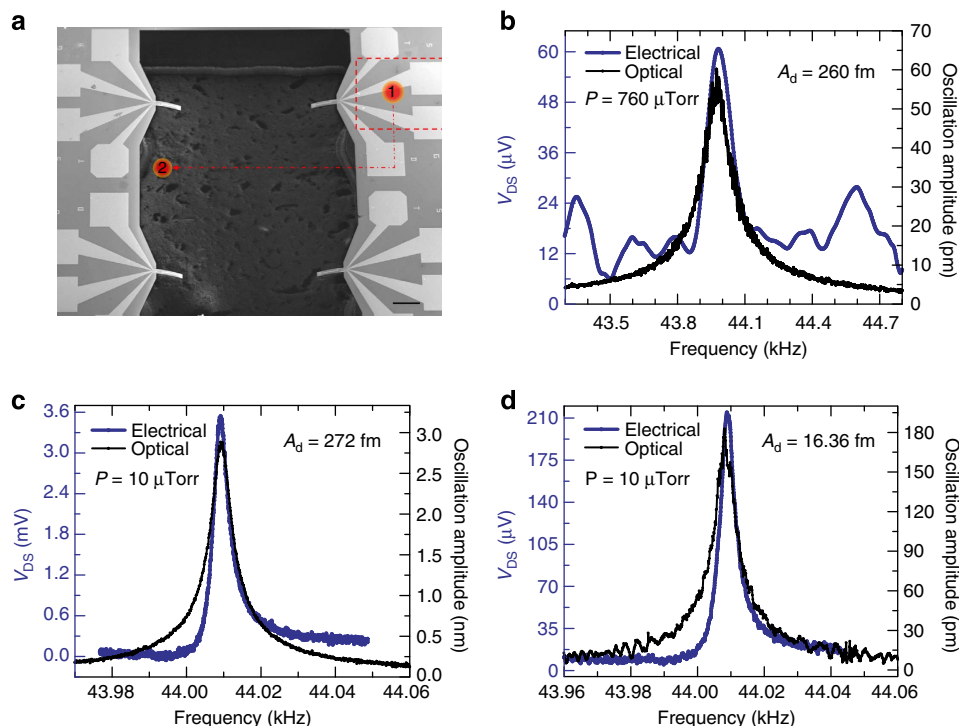 a
1
2
b
Electrical
Optical
A_d = 260 fm
P = 760 μTorr
60
48
36
24
12
0
V_DS (μV)
70
60
50
40
30
20
10
0
Oscillation amplitude (pm)
43.5 43.8 44.1 44.4 44.7
Frequency (kHz)
c
Electrical
Optical
A_d = 272 fm
P = 10 μTorr
3.6
3.0
2.4
1.8
1.2
0.6
0.0
V_DS (mV)
3.0
2.5
2.0
1.5
1.0
0.5
0.0
Oscillation amplitude (nm)
43.98 44.00 44.02 44.04 44.06
Frequency (kHz)
d
Electrical
Optical
A_d = 16.36 fm
P = 10 μTorr
210
175
140
105
70
35
0
V_DS (μV)
180
150
120
90
60
30
0
Oscillation amplitude (pm)
43.96 43.98 44.00 44.02 44.04 44.06
Frequency (kHz)